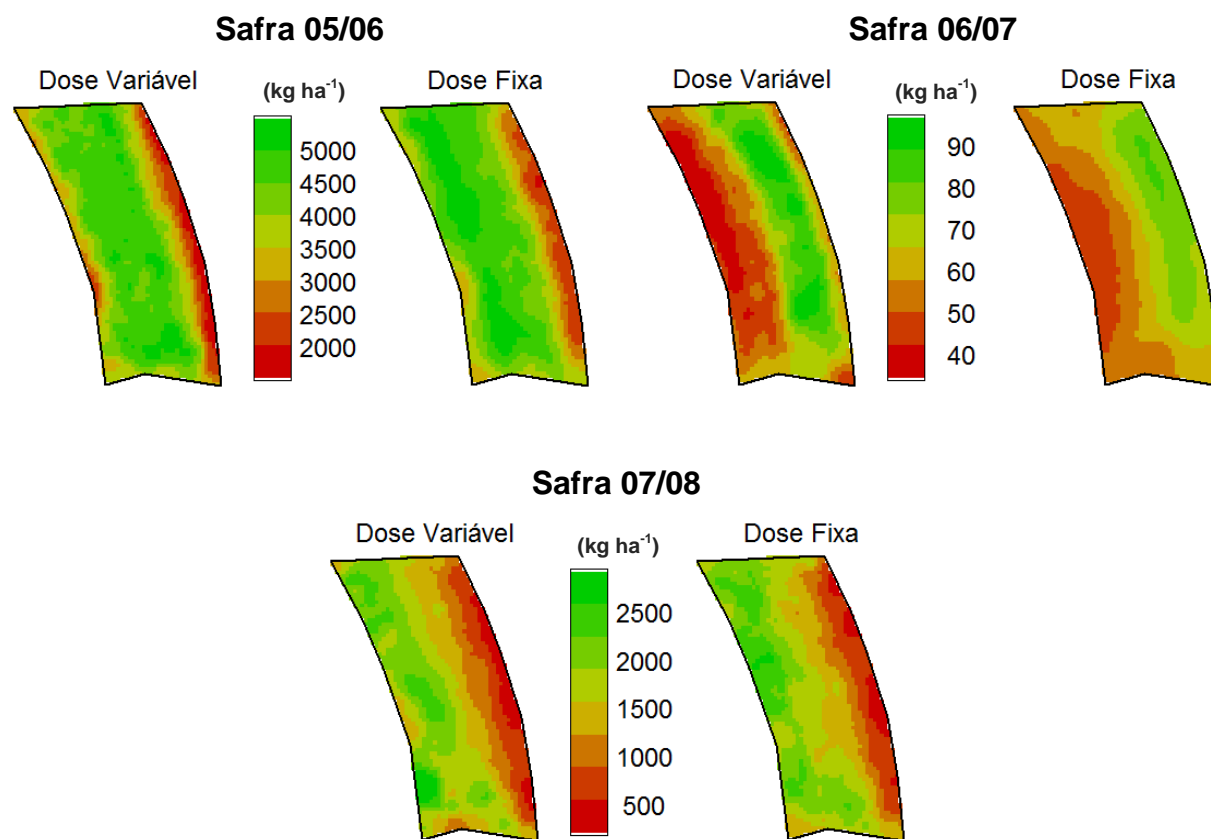 Safra 05/06
Safra 06/07
Dose Variável
(kg ha⁻¹)
Dose Fixa
5000
4500
4000
3500
3000
2500
2000
Dose Variável
(kg ha⁻¹)
Dose Fixa
90
80
70
60
50
40
Safra 07/08
Dose Variável
(kg ha⁻¹)
Dose Fixa
2500
2000
1500
1000
500